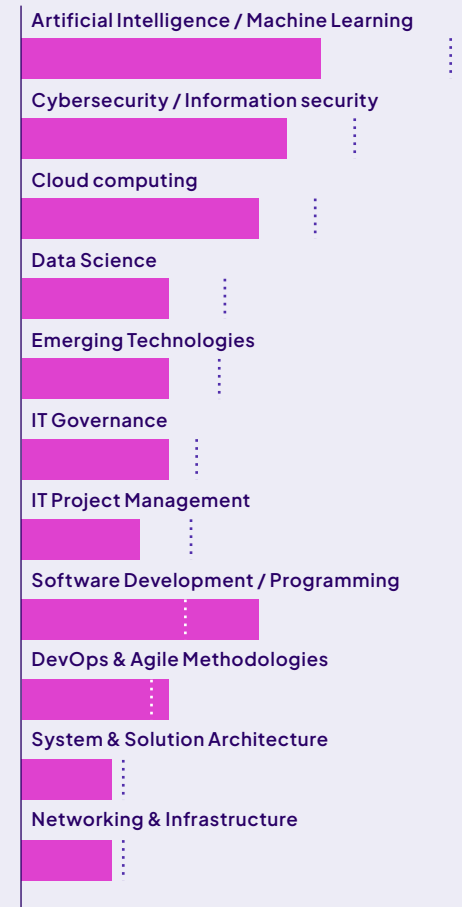 Artificial Intelligence / Machine Learning
Cybersecurity / Information security
Cloud computing
Data Science
Emerging Technologies
IT Governance
IT Project Management
Software Development / Programming
DevOps & Agile Methodologies
System & Solution Architecture
Networking & Infrastructure